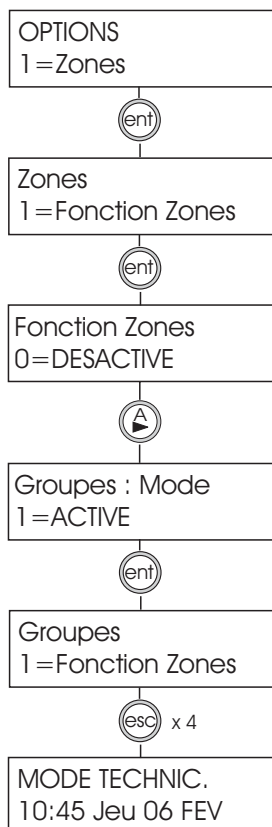 OPTIONS
1=Zones
ent
Zones
1=Fonction Zones
ent
Fonction Zones
0=DESACTIVE
A
Groupes : Mode
1=ACTIVE
ent
Groupes
1=Fonction Zones
esc x 4
MODE TECHNIC.
10:45 Jeu 06 FEV